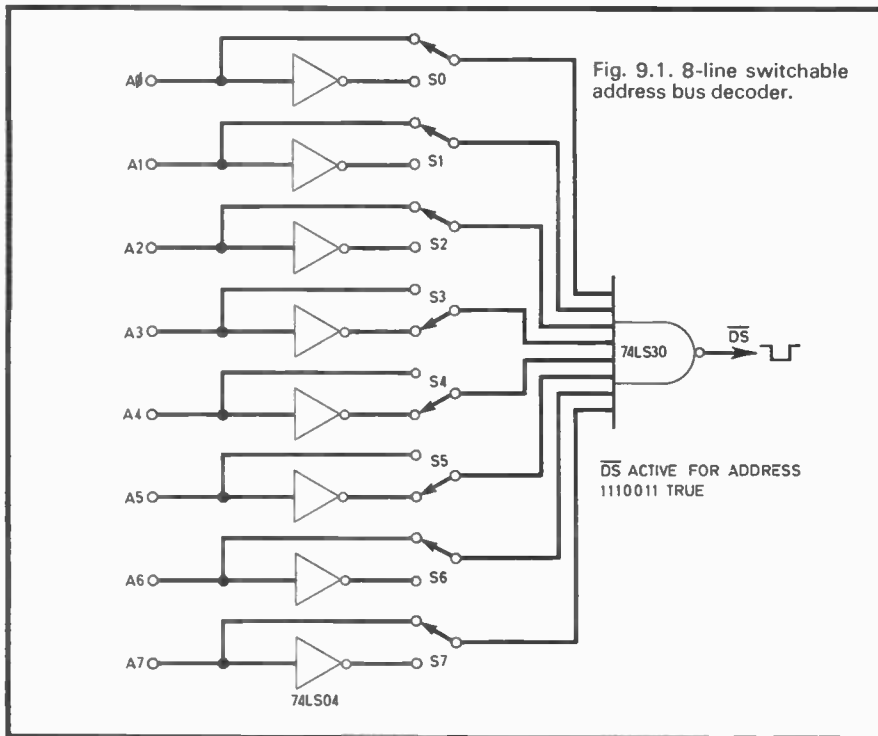 Fig. 9.1. 8-line switchable
address bus decoder.
A0
S0
A1
S1
A2
S2
S3
A3
S4
A4
S5
A5
A6
S6
A7
S7
74LS04
74LS30
DS
DS ACTIVE FOR ADDRESS
1110011 TRUE